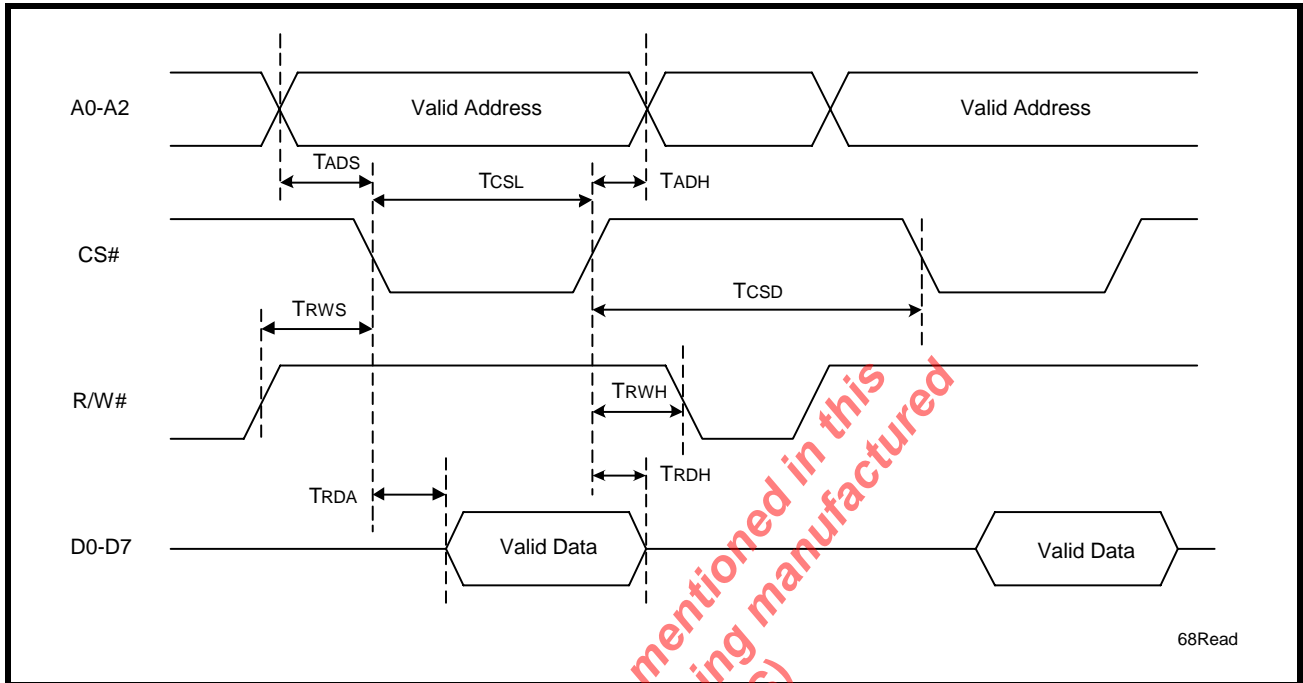 A0-A2
Valid Address
Valid Address
TADS
TCSL
TADH
CS#
TCSD
TRWS
R/W#
TRWH
TRDA
TRDH
D0-D7
Valid Data
Valid Data
68Read
mentioned in this
ing manufactured